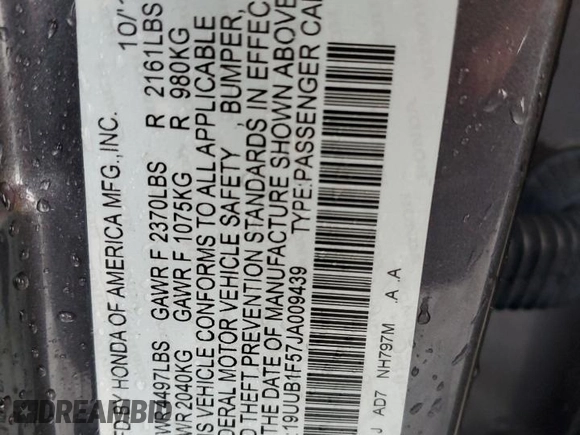 FD BY HONDA OF AMERICA MFG.,INC. 10/
4497LBS GAWR F 2370LBS R 2161LBS
2040KG GAWR F 1075KG R 980KG
S VEHICLE CONFORMS TO ALL APPLICABLE
DERAL MOTOR VEHICLE SAFETY , BUMPER,
THEFT PREVENTION STANDARDS IN EFFEC
THE DATE OF MANUFACTURE SHOWN ABOVE
:19UUB1F57JA009439 TYPE:PASSENGER CAR
J AD7 NH797M A .A
DREAMBID